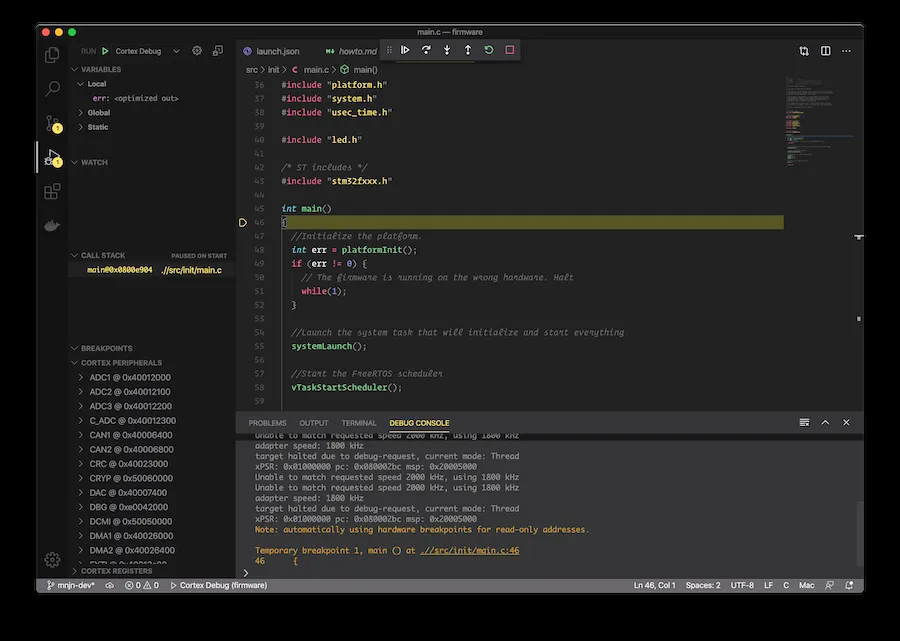 main.c — firmware
RUN Cortex Debug
launch.json
howto.md
VARIABLES
Local
err: <optimized out>
Global
Static
WATCH
CALL STACK PAUSED ON START
main@0x0800e904 .//src/init/main.c
BREAKPOINTS
CORTEX PERIPHERALS
ADC1 @ 0x40012000
ADC2 @ 0x40012100
ADC3 @ 0x40012200
C_ADC @ 0x40012300
CAN1 @ 0x40006400
CAN2 @ 0x40006800
CRC @ 0x40023000
CRYP @ 0x50060000
DAC @ 0x40007400
DBG @ 0xe0042000
DCMI @ 0x50050000
DMA1 @ 0x40026000
DMA2 @ 0x40026400
CORTEX REGISTERS
src > init > C main.c > main()
36 #include "platform.h"
37 #include "system.h"
38 #include "usec_time.h"
39
40 #include "led.h"
41
42 /* ST includes */
43 #include "stm32fxxx.h"
44
45 int main()
46 {
47 //Initialize the platform.
48 int err = platformInit();
49 if (err != 0) {
50 // The firmware is running on the wrong hardware. Halt
51 while(1);
52 }
53
54 //Launch the system task that will initialize and start everything
55 systemLaunch();
56
57 //Start the FreeRTOS scheduler
58 vTaskStartScheduler();
59
PROBLEMS OUTPUT TERMINAL DEBUG CONSOLE
Unable to match requested speed 2000 kHz, using 1800 kHz
adapter speed: 1800 kHz
target halted due to debug-request, current mode: Thread
xPSR: 0x01000000 pc: 0x080002bc msp: 0x20005000
Unable to match requested speed 2000 kHz, using 1800 kHz
Unable to match requested speed 2000 kHz, using 1800 kHz
adapter speed: 1800 kHz
target halted due to debug-request, current mode: Thread
xPSR: 0x01000000 pc: 0x080002bc msp: 0x20005000
Note: automatically using hardware breakpoints for read-only addresses.
Temporary breakpoint 1, main () at .//src/init/main.c:46
46 {
mnjn-dev* 0 0 Cortex Debug (firmware) Ln 46, Col 1 Spaces: 2 UTF-8 LF C Mac